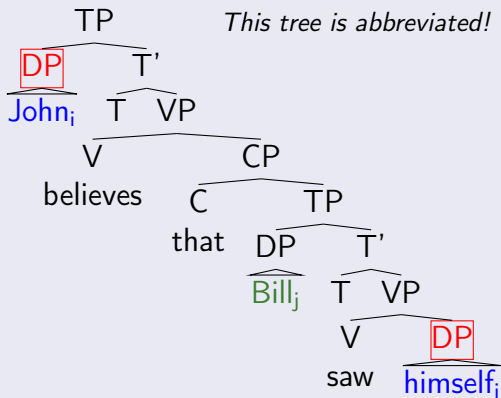 TP This tree is abbreviated!
DP T'
Johnᵢ T VP
V CP
believes
C TP
that DP T'
Billⱼ T VP
V DP
saw himselfᵢ